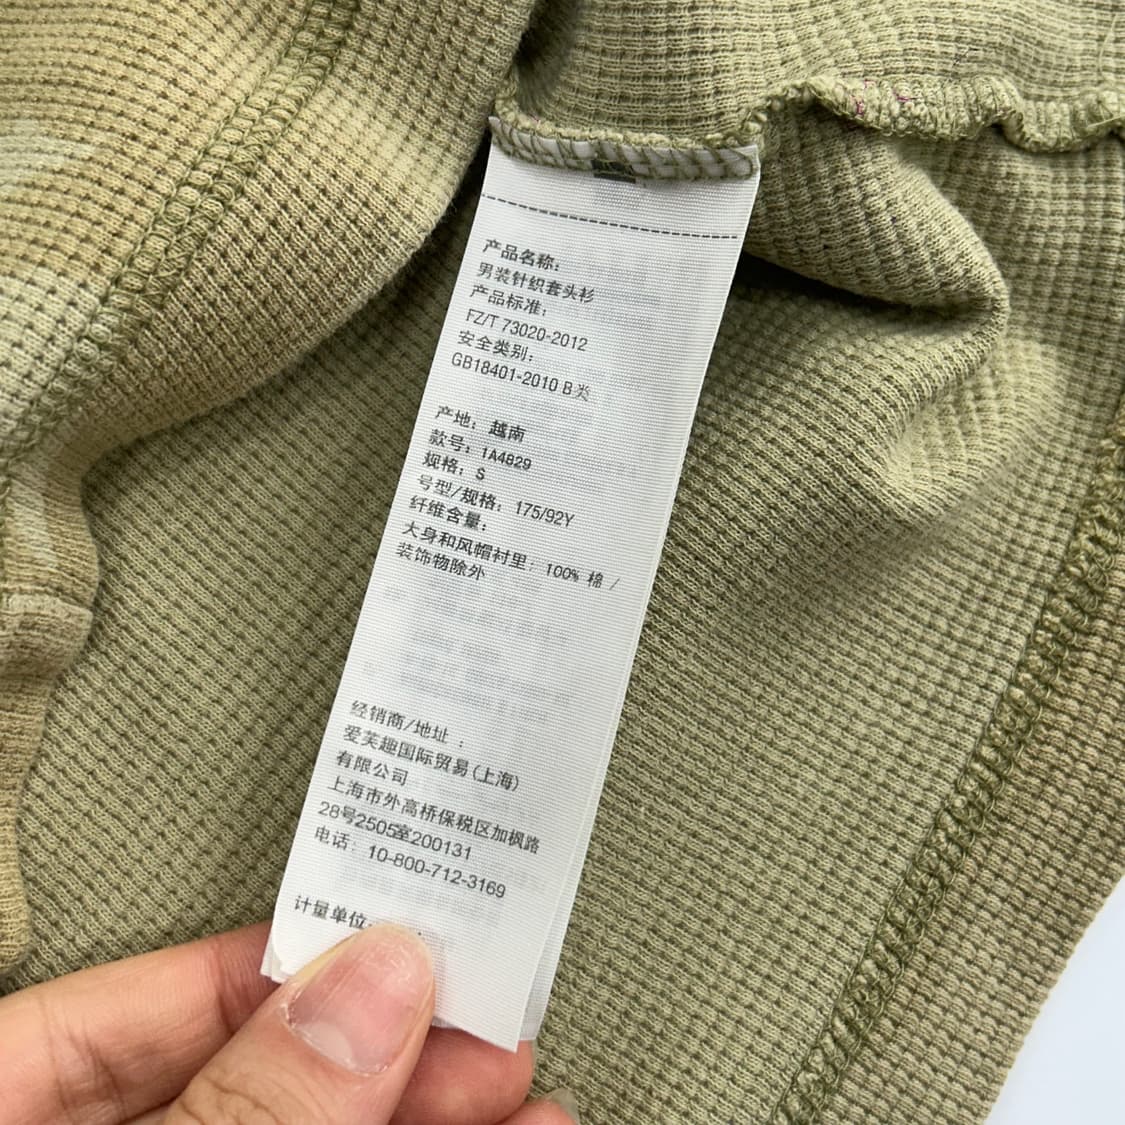 产品名称：
男装针织套头衫
产品标准：
FZ/T 73020-2012
安全类别：
GB18401-2010 B类
产地：越南
款号：1A4829
规格：S
号型/规格：175/92Y
纤维含量：
大身和风帽衬里：100% 棉 /
装饰物除外
经销商/地址：
爱芙趣国际贸易(上海)
有限公司
上海市外高桥保税区加枫路
28号2505室200131
电话：10-800-712-3169
计量单位